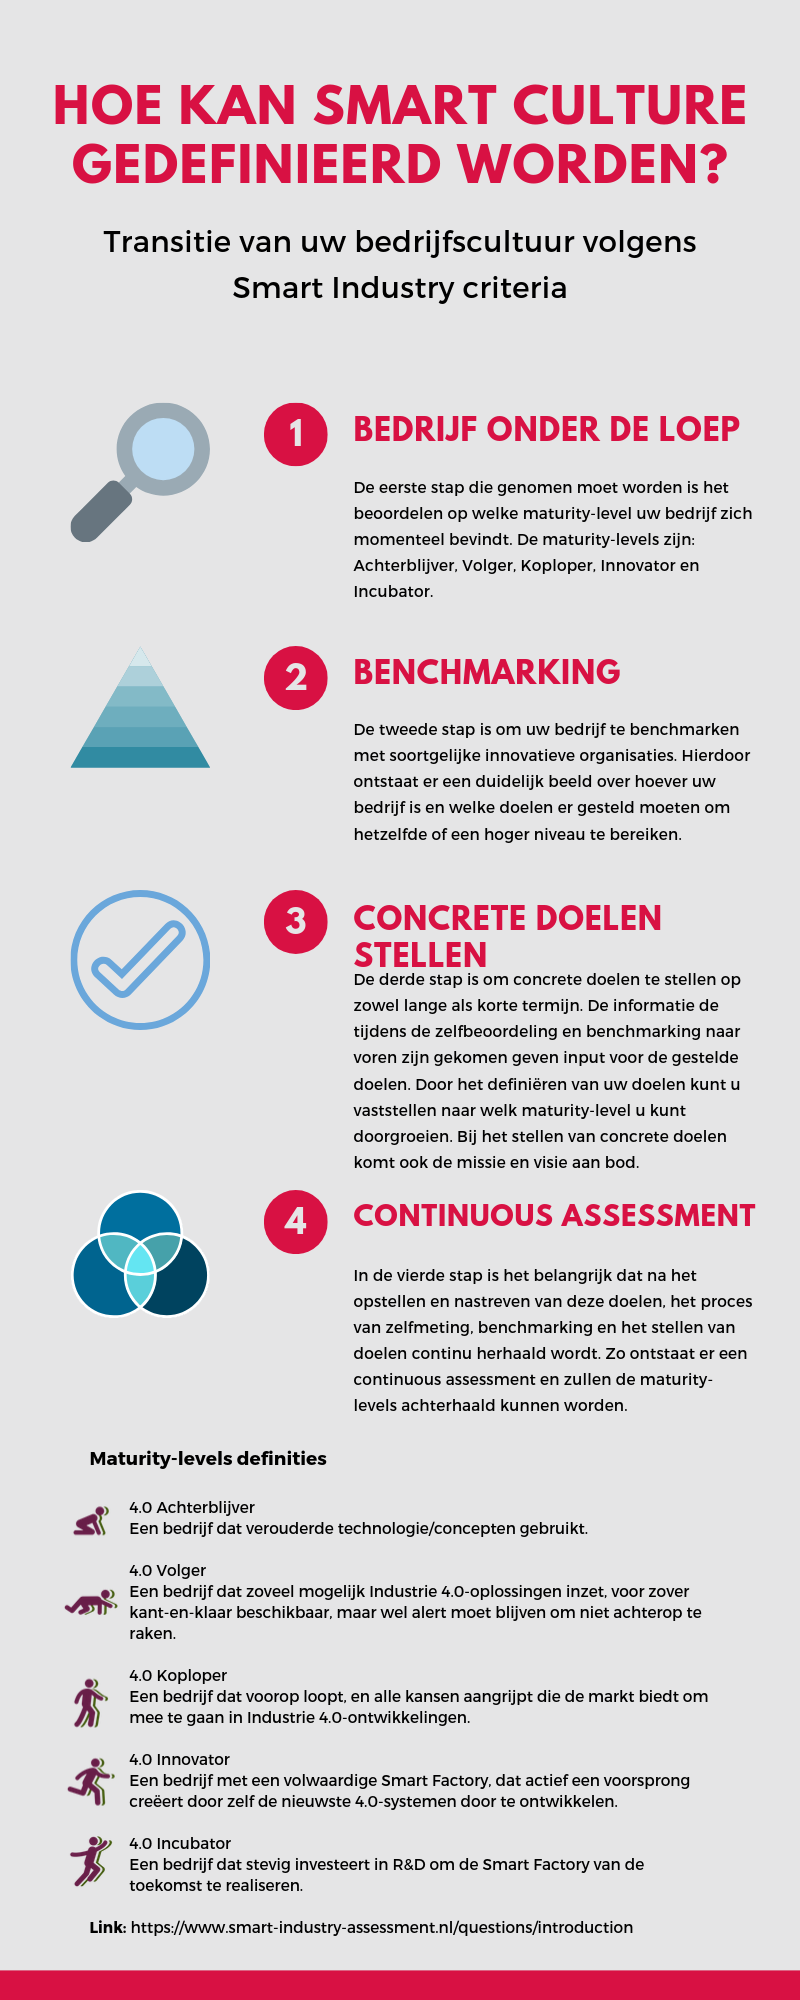 HOE KAN SMART CULTURE
GEDEFINIEERD WORDEN?
Transitie van uw bedrijfscultuur volgens
Smart Industry criteria
1
BEDRIJF ONDER DE LOEP
De eerste stap die genomen moet worden is het
beoordelen op welke maturity-level uw bedrijf zich
momenteel bevindt. De maturity-levels zijn:
Achterblijver, Volger, Koploper, Innovator en
Incubator.
2
BENCHMARKING
De tweede stap is om uw bedrijf te benchmarken
met soortgelijke innovatieve organisaties. Hierdoor
ontstaat er een duidelijk beeld over hoever uw
bedrijf is en welke doelen er gesteld moeten om
hetzelfde of een hoger niveau te bereiken.
3
CONCRETE DOELEN
STELLEN
De derde stap is om concrete doelen te stellen op
zowel lange als korte termijn. De informatie de
tijdens de zelfbeoordeling en benchmarking naar
voren zijn gekomen geven input voor de gestelde
doelen. Door het definiëren van uw doelen kunt u
vaststellen naar welk maturity-level u kunt
doorgroeien. Bij het stellen van concrete doelen
komt ook de missie en visie aan bod.
4
CONTINUOUS ASSESSMENT
In de vierde stap is het belangrijk dat na het
opstellen en nastreven van deze doelen, het proces
van zelfmeting, benchmarking en het stellen van
doelen continu herhaald wordt. Zo ontstaat er een
continuous assessment en zullen de maturity-
levels achterhaald kunnen worden.
Maturity-levels definities
4.0 Achterblijver
Een bedrijf dat verouderde technologie/concepten gebruikt.
4.0 Volger
Een bedrijf dat zoveel mogelijk Industrie 4.0-oplossingen inzet, voor zover
kant-en-klaar beschikbaar, maar wel alert moet blijven om niet achterop te
raken.
4.0 Koploper
Een bedrijf dat voorop loopt, en alle kansen aangrijpt die de markt biedt om
mee te gaan in Industrie 4.0-ontwikkelingen.
4.0 Innovator
Een bedrijf met een volwaardige Smart Factory, dat actief een voorsprong
creëert door zelf de nieuwste 4.0-systemen door te ontwikkelen.
4.0 Incubator
Een bedrijf dat stevig investeert in R&D om de Smart Factory van de
toekomst te realiseren.
Link: https://www.smart-industry-assessment.nl/questions/introduction